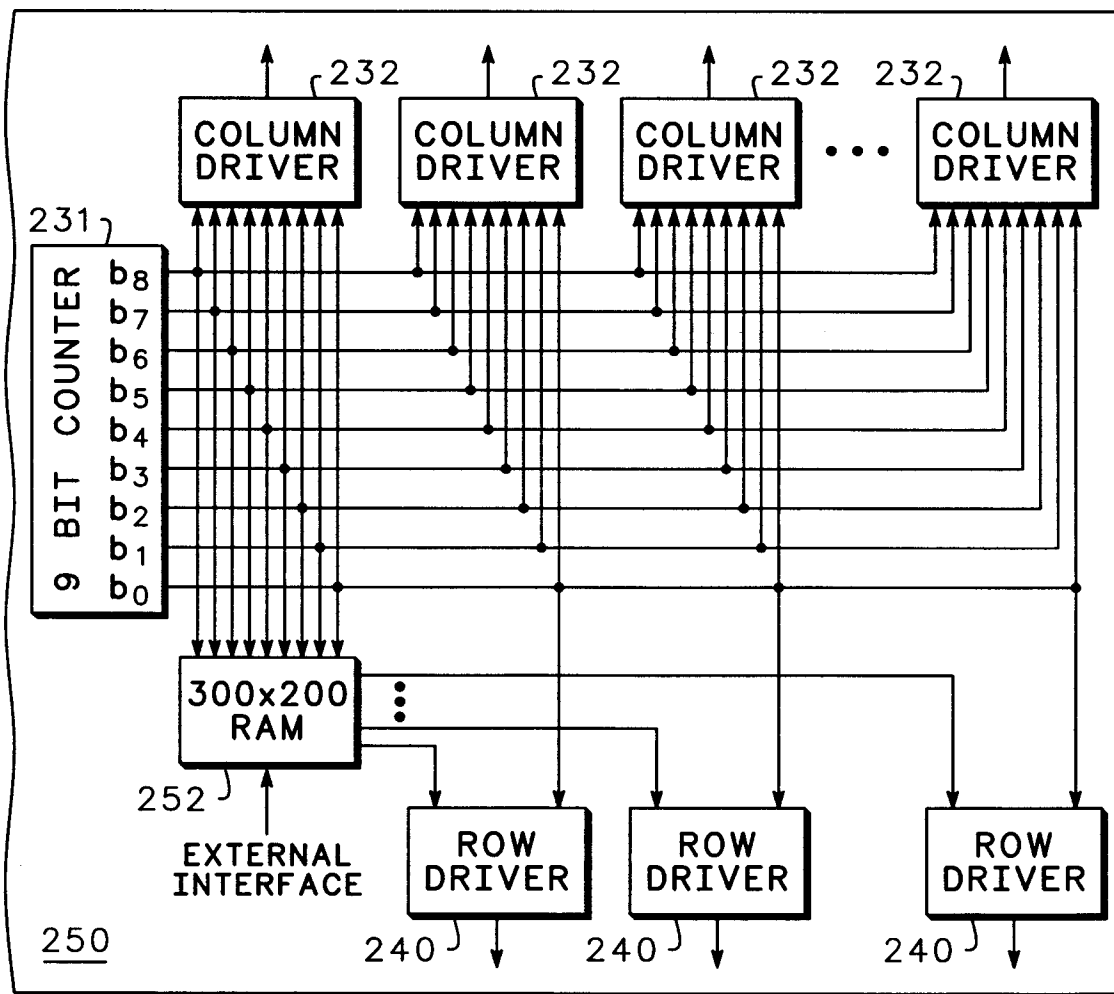 232 232 232 232
COLUMN DRIVER
COLUMN DRIVER
COLUMN DRIVER
COLUMN DRIVER
231
9 BIT COUNTER
b8
b7
b6
b5
b4
b3
b2
b1
b0
300x200
RAM
252
EXTERNAL
INTERFACE
ROW
DRIVER
ROW
DRIVER
ROW
DRIVER
240 240 240
250